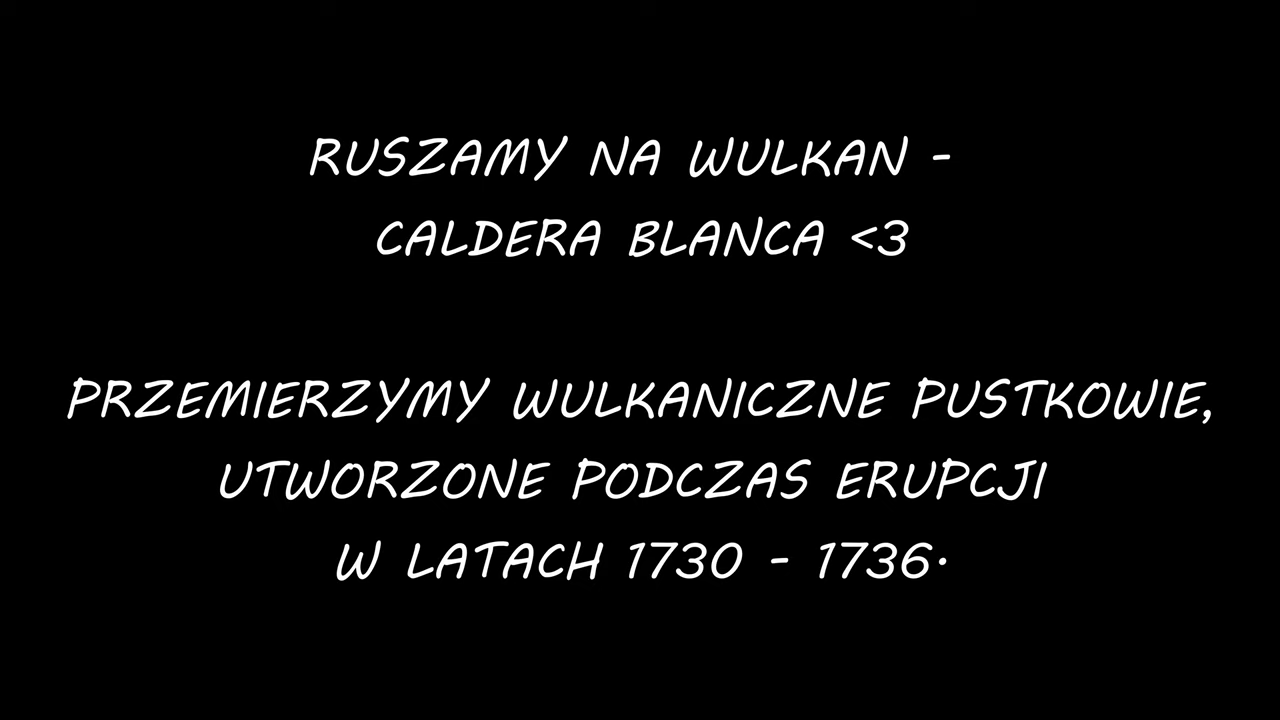 RUSZAMY NA WULKAN -
CALDERA BLANCA <3
PRZEMIERZYMY WULKANICZNE PUSTKOWIE,
UTWORZONE PODCZAS ERUPCJI
W LATACH 1730 - 1736.